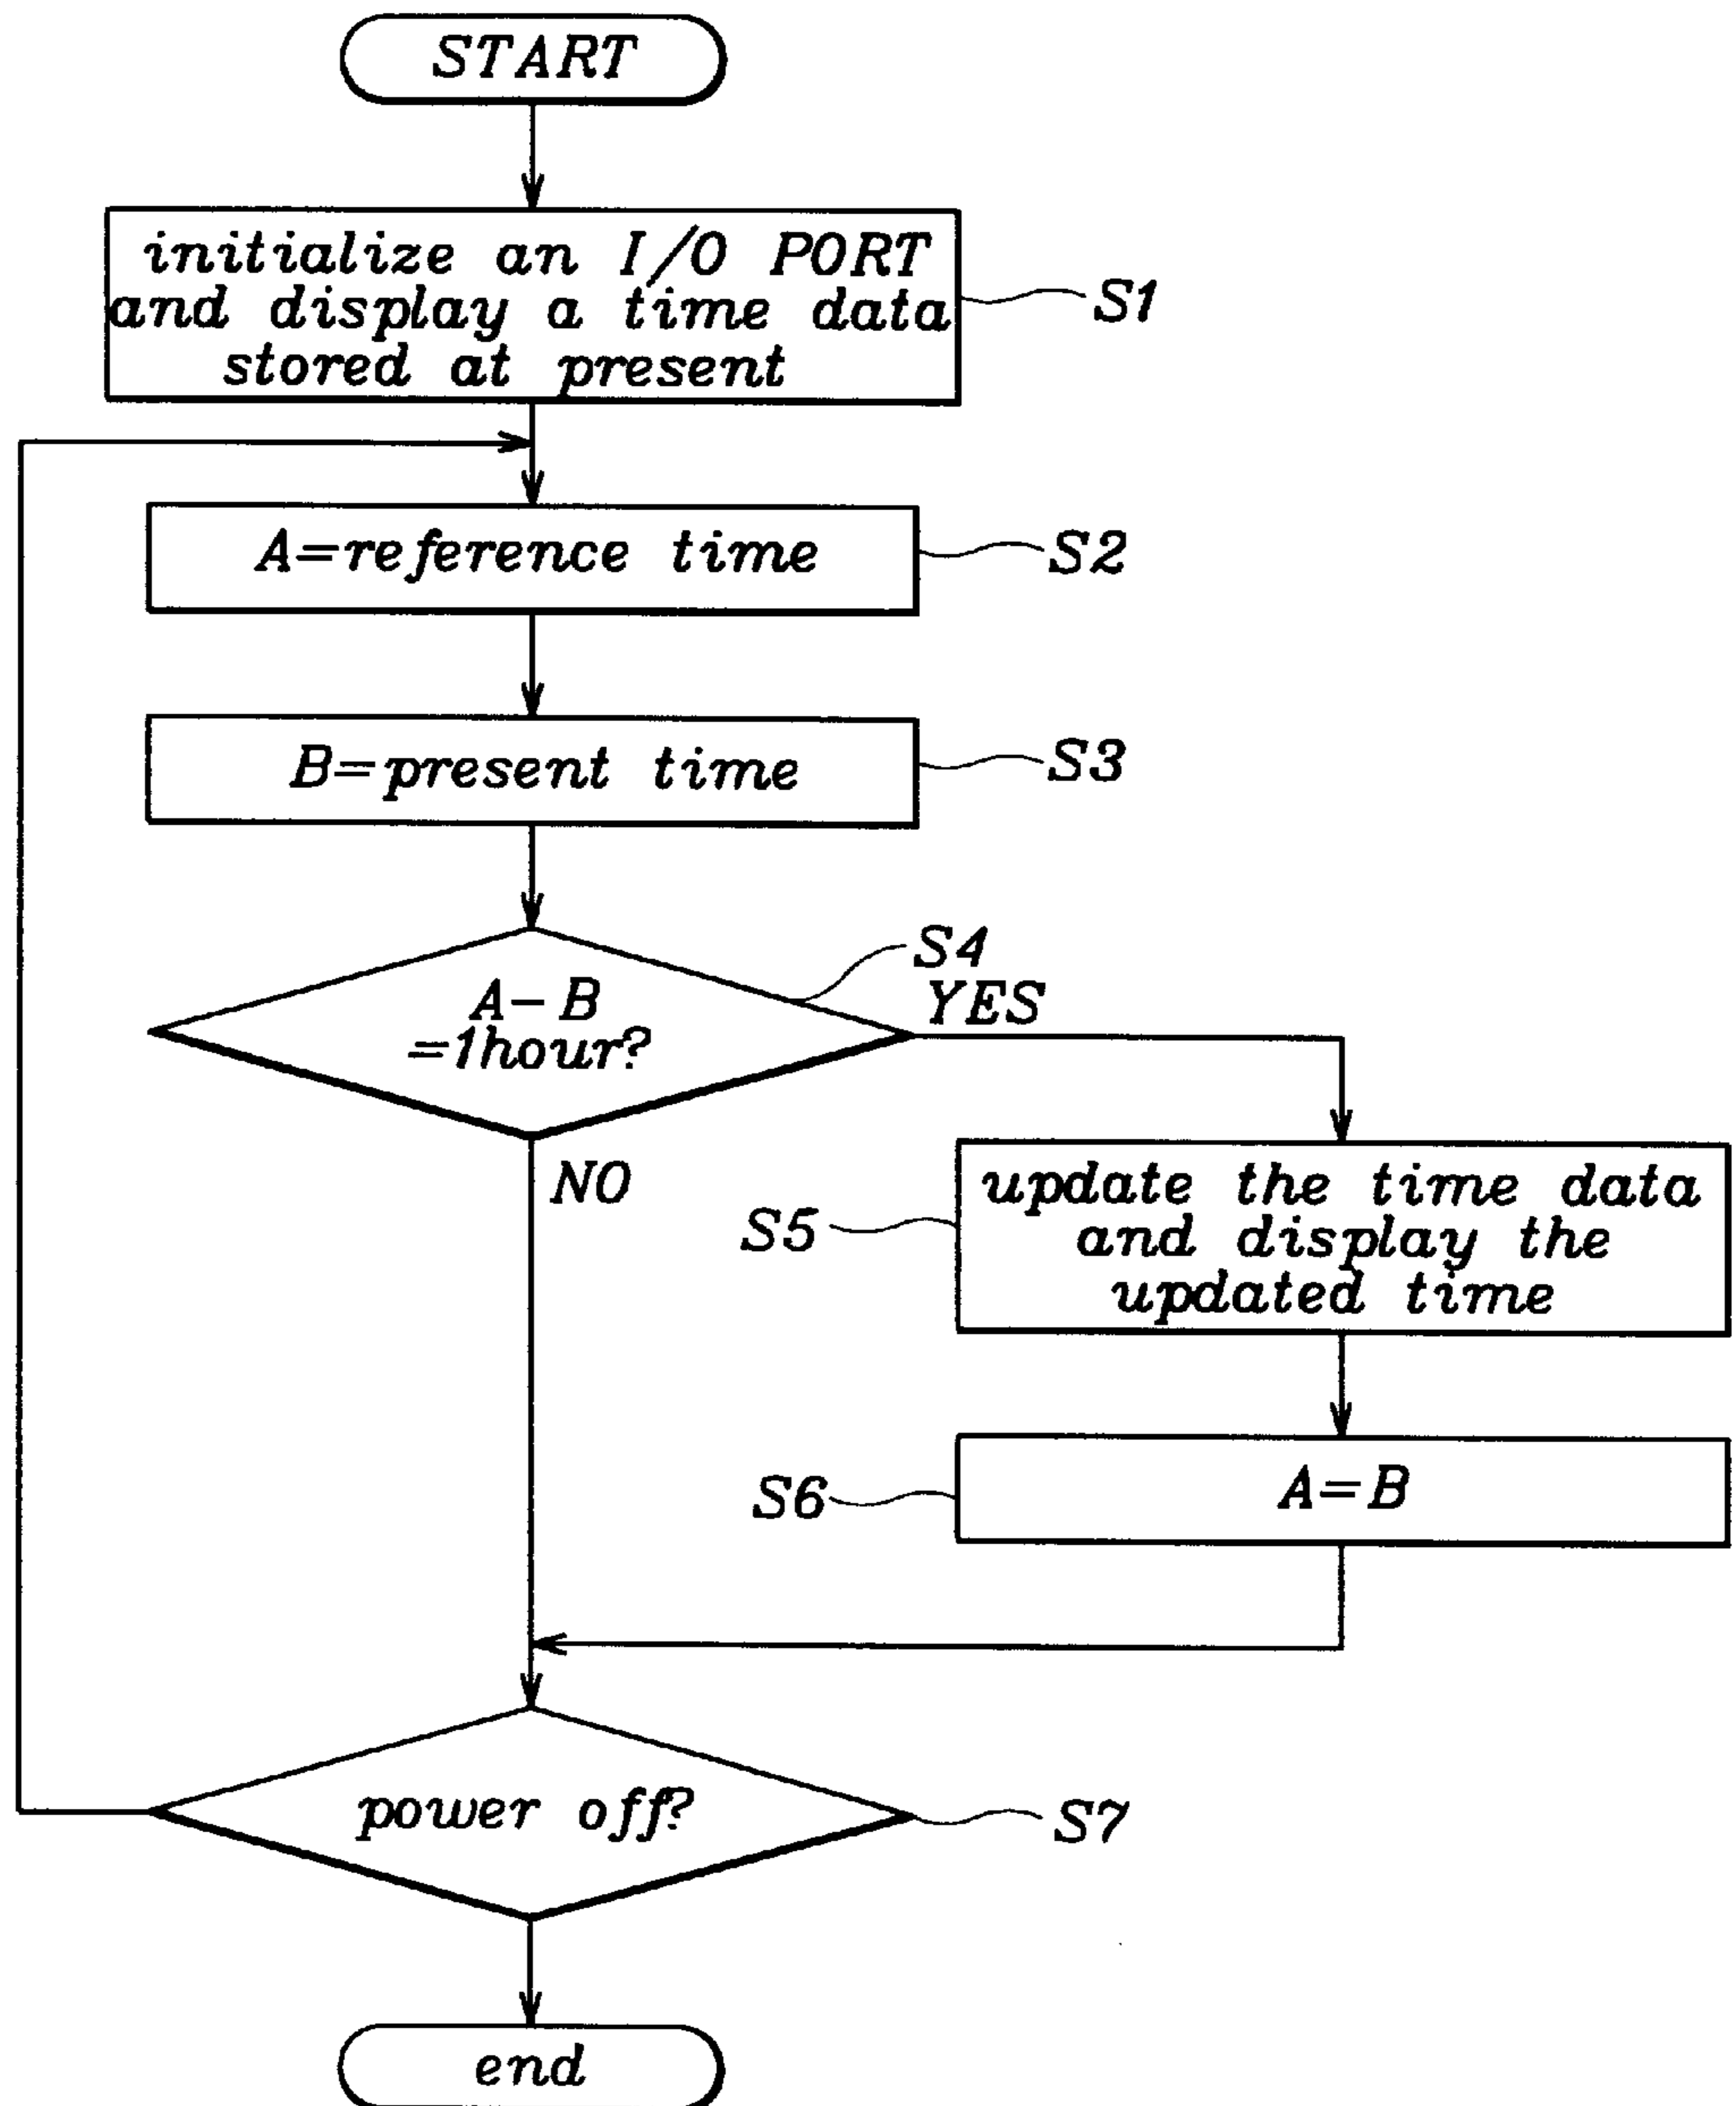 START
initialize an I/O PORT
and display a time data
stored at present
S1
A=reference time
S2
B=present time
S3
S4
A-B
=1hour?
YES
NO
update the time data
and display the
updated time
S5
A=B
S6
power off?
S7
end